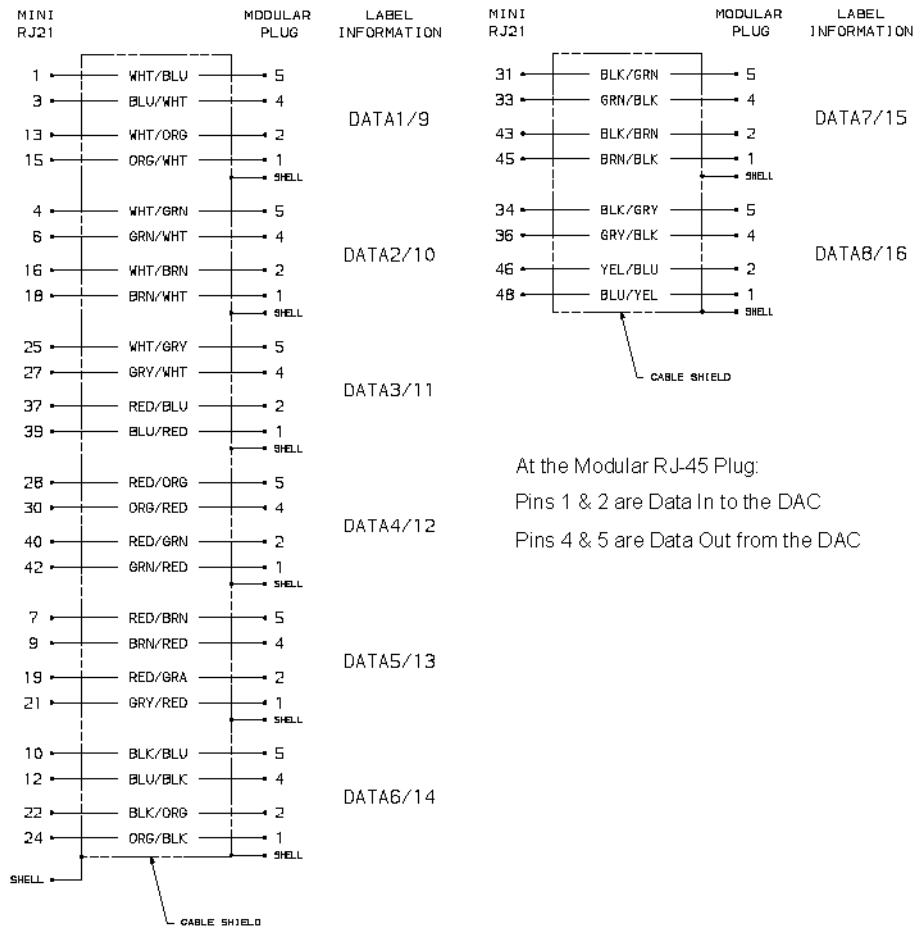 MINI RJ21 MODULAR PLUG LABEL INFORMATION
1 WHT/BLU 5
3 BLU/WHT 4
DATA1/9
13 WHT/ORG 2
15 ORG/WHT 1
SHELL
4 WHT/GRN 5
6 GRN/WHT 4
DATA2/10
16 WHT/BRN 2
18 BRN/WHT 1
SHELL
25 WHT/GRY 5
27 GRY/WHT 4
DATA3/11
37 RED/BLU 2
39 BLU/RED 1
SHELL
28 RED/ORG 5
30 ORG/RED 4
DATA4/12
40 RED/GRN 2
42 GRN/RED 1
SHELL
7 RED/BRN 5
9 BRN/RED 4
DATA5/13
19 RED/GRA 2
21 GRY/RED 1
SHELL
10 BLK/BLU 5
12 BLU/BLK 4
DATA6/14
22 BLK/ORG 2
24 ORG/BLK 1
SHELL
SHELL
CABLE SHIELD
MINI RJ21 MODULAR PLUG LABEL INFORMATION
31 BLK/GRN 5
33 GRN/BLK 4
DATA7/15
43 BLK/BRN 2
45 BRN/BLK 1
SHELL
34 BLK/GRY 5
36 GRY/BLK 4
DATA8/16
46 YEL/BLU 2
48 BLU/YEL 1
SHELL
CABLE SHIELD
At the Modular RJ-45 Plug:
Pins 1 & 2 are Data In to the DAC
Pins 4 & 5 are Data Out from the DAC